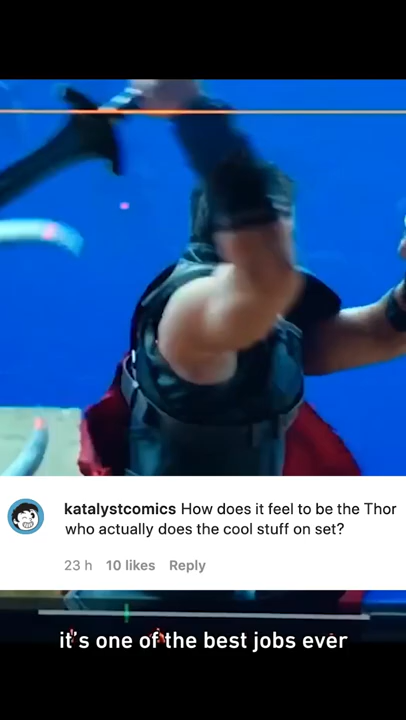 katalystcomics How does it feel to be the Thor
who actually does the cool stuff on set?
23 h 10 likes Reply
it's one of the best jobs ever